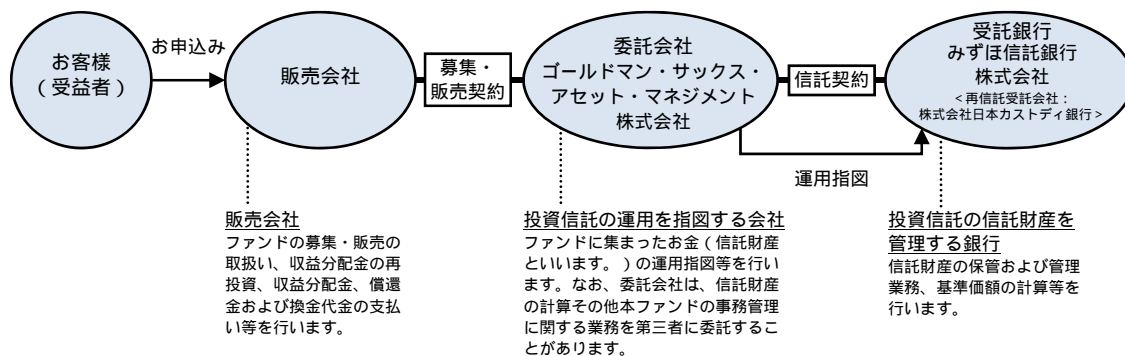 お客様
（受益者）
お申込み
販売会社
募集・
販売契約
委託会社
ゴールドマン・サックス・
アセット・マネジメント
株式会社
信託契約
受託銀行
みずほ信託銀行
株式会社
＜再信託受託会社：
株式会社日本カストディ銀行＞
運用指図
販売会社
ファンドの募集・販売の
取扱い、収益分配金の再
投資、収益分配金、償還
金および換金代金の支払
い等を行います。
投資信託の運用を指図する会社
ファンドに集まったお金（信託財産
といいます。）の運用指図等を行い
ます。なお、委託会社は、信託財産
の計算その他本ファンドの事務管理
に関する業務を第三者に委託するこ
とがあります。
投資信託の信託財産を
管理する銀行
信託財産の保管および管理
業務、基準価額の計算等を
行います。